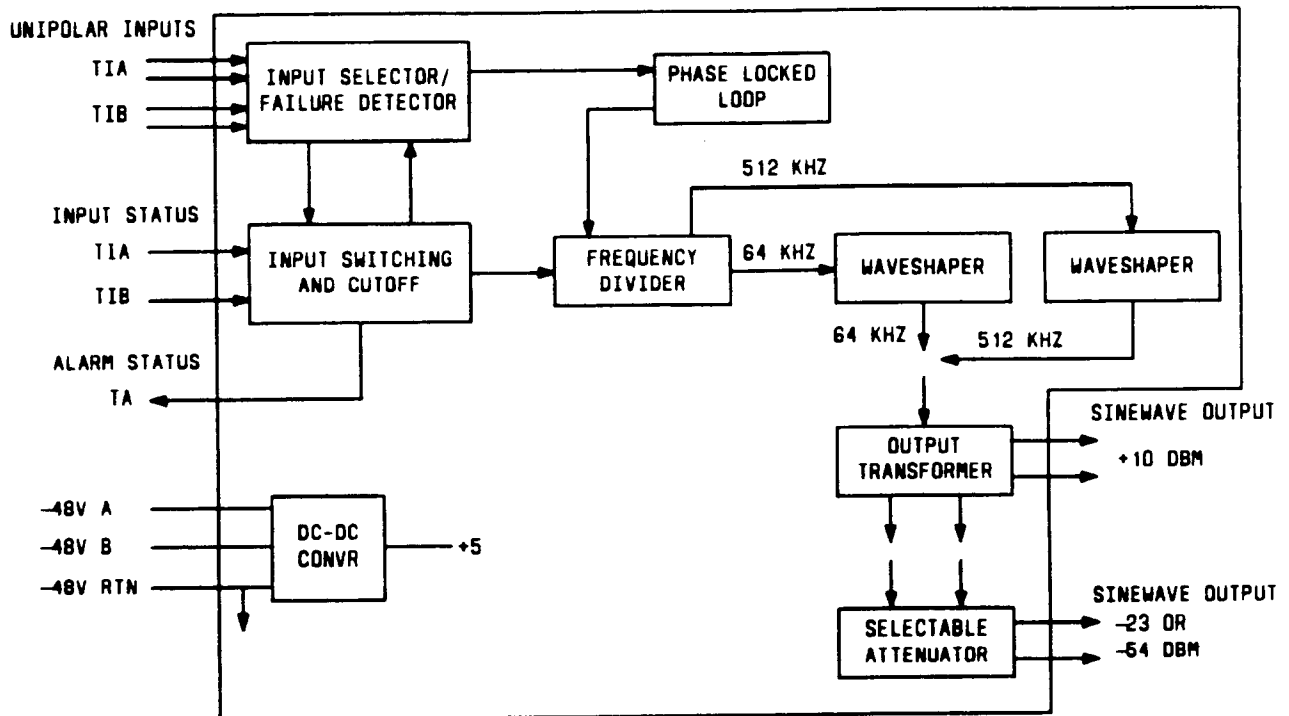 UNIPOLAR INPUTS
TIA
TIB
INPUT SELECTOR/
FAILURE DETECTOR
PHASE LOCKED
LOOP
512 KHZ
INPUT STATUS
TIA
TIB
INPUT SWITCHING
AND CUTOFF
FREQUENCY
DIVIDER
64 KHZ
WAVESHAPER
WAVESHAPER
64 KHZ
512 KHZ
ALARM STATUS
TA
OUTPUT
TRANSFORMER
SINEWAVE OUTPUT
+10 DBM
-48V A
-48V B
-48V RTN
DC-DC
CONVR
+5
SELECTABLE
ATTENUATOR
SINEWAVE OUTPUT
-23 OR
-54 DBM